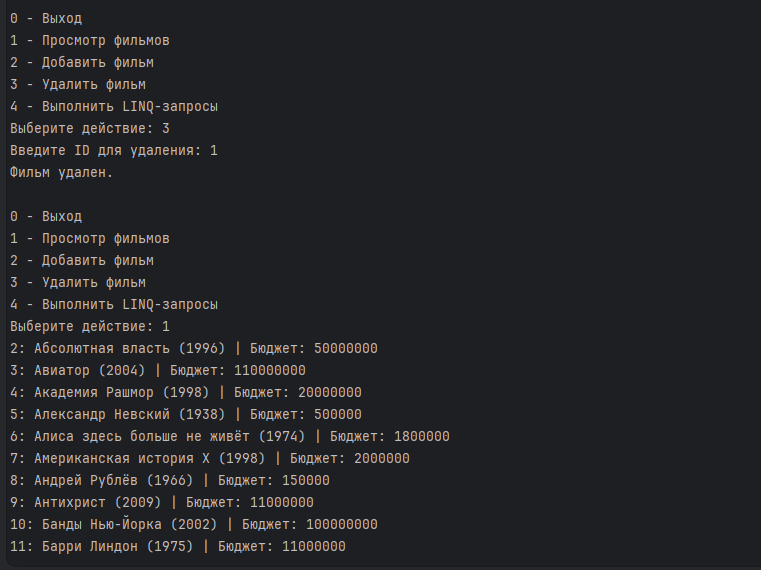 0 - Выход
1 - Просмотр фильмов
2 - Добавить фильм
3 - Удалить фильм
4 - Выполнить LINQ-запросы
Выберите действие: 3
Введите ID для удаления: 1
Фильм удален.
0 - Выход
1 - Просмотр фильмов
2 - Добавить фильм
3 - Удалить фильм
4 - Выполнить LINQ-запросы
Выберите действие: 1
2: Абсолютная власть (1996) | Бюджет: 50000000
3: Авиатор (2004) | Бюджет: 110000000
4: Академия Рашмор (1998) | Бюджет: 20000000
5: Александр Невский (1938) | Бюджет: 500000
6: Алиса здесь больше не живёт (1974) | Бюджет: 1800000
7: Американская история X (1998) | Бюджет: 2000000
8: Андрей Рублёв (1966) | Бюджет: 150000
9: Антихрист (2009) | Бюджет: 11000000
10: Банды Нью-Йорка (2002) | Бюджет: 100000000
11: Барри Линдон (1975) | Бюджет: 11000000